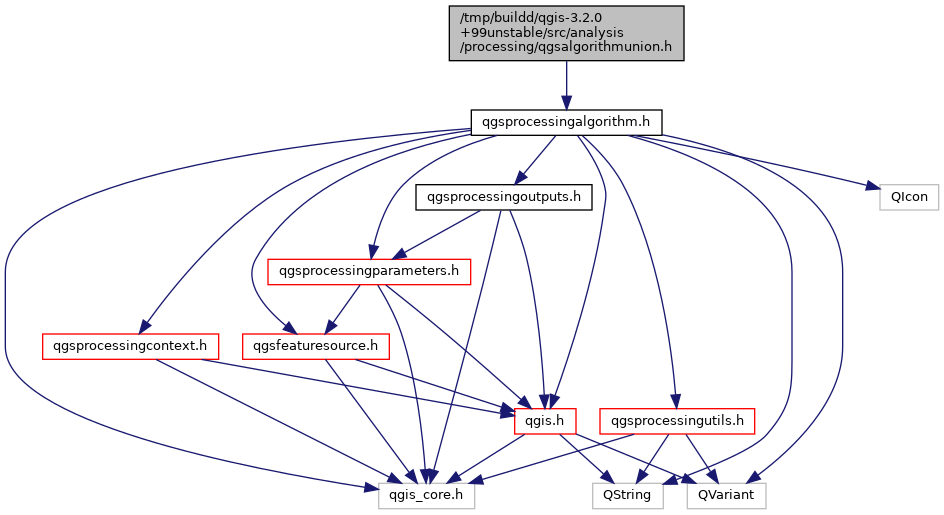 /tmp/buildd/qgis-3.2.0
+99unstable/src/analysis
/processing/qgsalgorithmunion.h
qgsprocessingalgorithm.h
qgsprocessingoutputs.h
QIcon
qgsprocessingparameters.h
qgsprocessingcontext.h
qgsfeaturesource.h
qgis.h
qgsprocessingutils.h
qgis_core.h
QString
QVariant